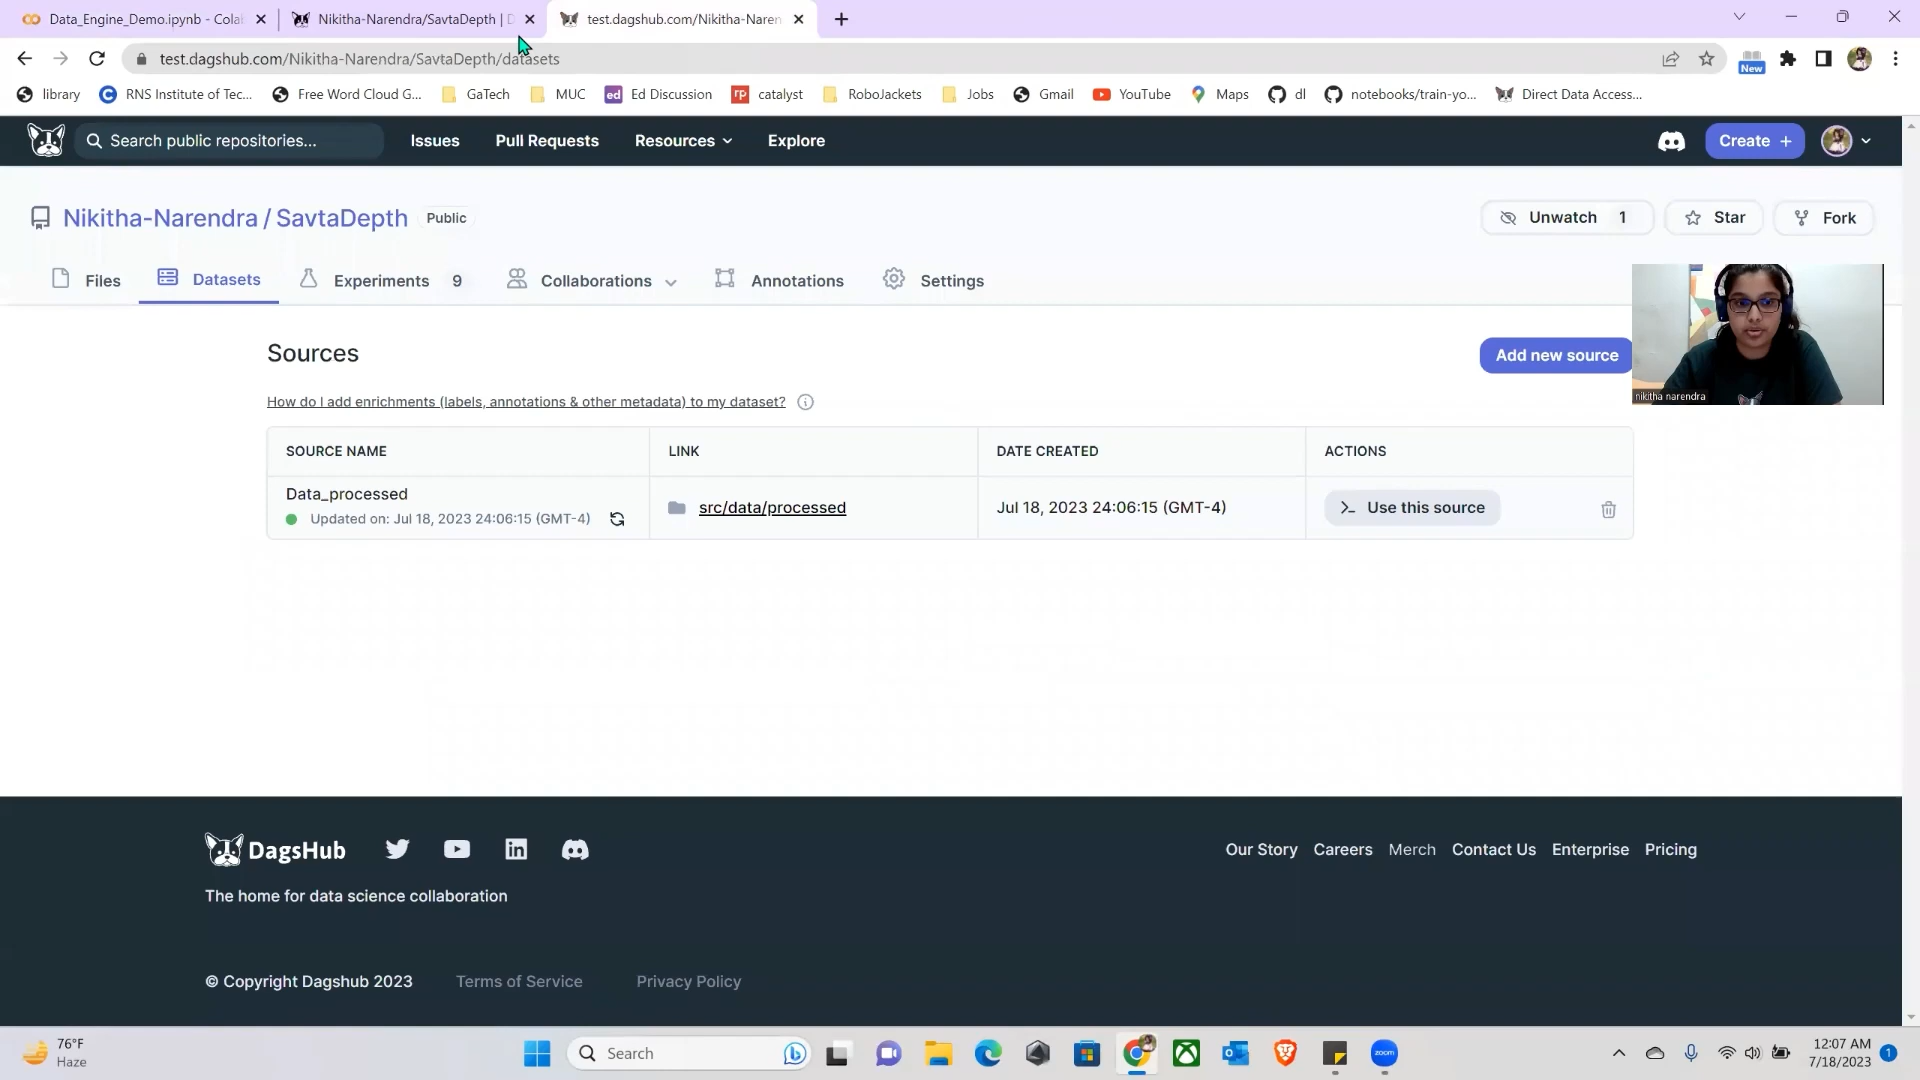 Data_Engine_Demo.ipynb - Colab
Nikitha-Narendra/SavtaDepth | D
test.dagshub.com/Nikitha-Naren
test.dagshub.com/Nikitha-Narendra/SavtaDepth/datasets
New
library
RNS Institute of Tec...
Free Word Cloud G...
GaTech
MUC
ed Ed Discussion
rp catalyst
RoboJackets
Jobs
Gmail
YouTube
Maps
dl
notebooks/train-yo...
Direct Data Access...
Search public repositories...
Issues
Pull Requests
Resources
Explore
Create +
Nikitha-Narendra / SavtaDepth Public
Unwatch 1
Star
Fork
Files
Datasets
Experiments 9
Collaborations
Annotations
Settings
nikitha narendra
Sources
Add new source
How do I add enrichments (labels, annotations & other metadata) to my dataset?
SOURCE NAME
LINK
DATE CREATED
ACTIONS
Data_processed
Updated on: Jul 18, 2023 24:06:15 (GMT-4)
src/data/processed
Jul 18, 2023 24:06:15 (GMT-4)
Use this source
DagsHub
Our Story
Careers
Merch
Contact Us
Enterprise
Pricing
The home for data science collaboration
© Copyright Dagshub 2023
Terms of Service
Privacy Policy
76°F
Haze
Search
zoom
12:07 AM
7/18/2023
1